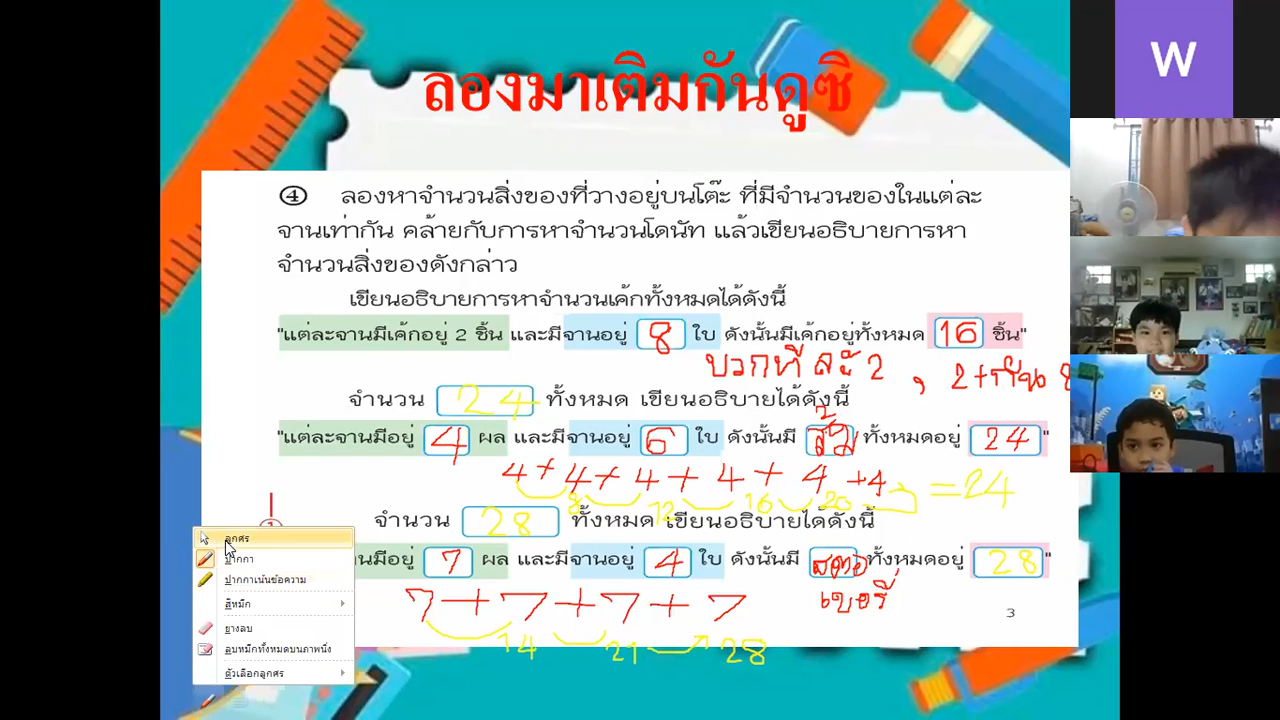 ลองมาเติมกันดูซิ
W
④ ลองหาจำนวนสิ่งของที่วางอยู่บนโต๊ะ ที่มีจำนวนของในแต่ละ
จานเท่ากัน คล้ายกับการหาจำนวนโดนัท แล้วเขียนอธิบายการหา
จำนวนสิ่งของดังกล่าว
เขียนอธิบายการหาจำนวนเค้กทั้งหมดได้ดังนี้
"แต่ละจานมีเค้กอยู่ 2 ชิ้น และมีจานอยู่ 8 ใบ ดังนั้นมีเค้กอยู่ทั้งหมด 16 ชิ้น"
บวกทีละ 2 , 2+กัน 8
จำนวน 24 ทั้งหมด เขียนอธิบายได้ดังนี้
"แต่ละจานมีอยู่ 4 ผล และมีจานอยู่ 6 ใบ ดังนั้นมี ส้ม ทั้งหมดอยู่ 24"
4+4+4+4+4+4 =24
8 12 16 20
จำนวน 28 ทั้งหมด เขียนอธิบายได้ดังนี้
นมีอยู่ 7 ผล และมีจานอยู่ 4 ใบ ดังนั้นมี สตอ ทั้งหมดอยู่ 28"
เบอรี่
7+7+7+7
14 21 28
3
ลูกศร
ปากกา
ปากกาเน้นข้อความ
สีหมึก
ยางลบ
ลบหมึกทั้งหมดบนภาพนิ่ง
ตัวเลือกลูกศร